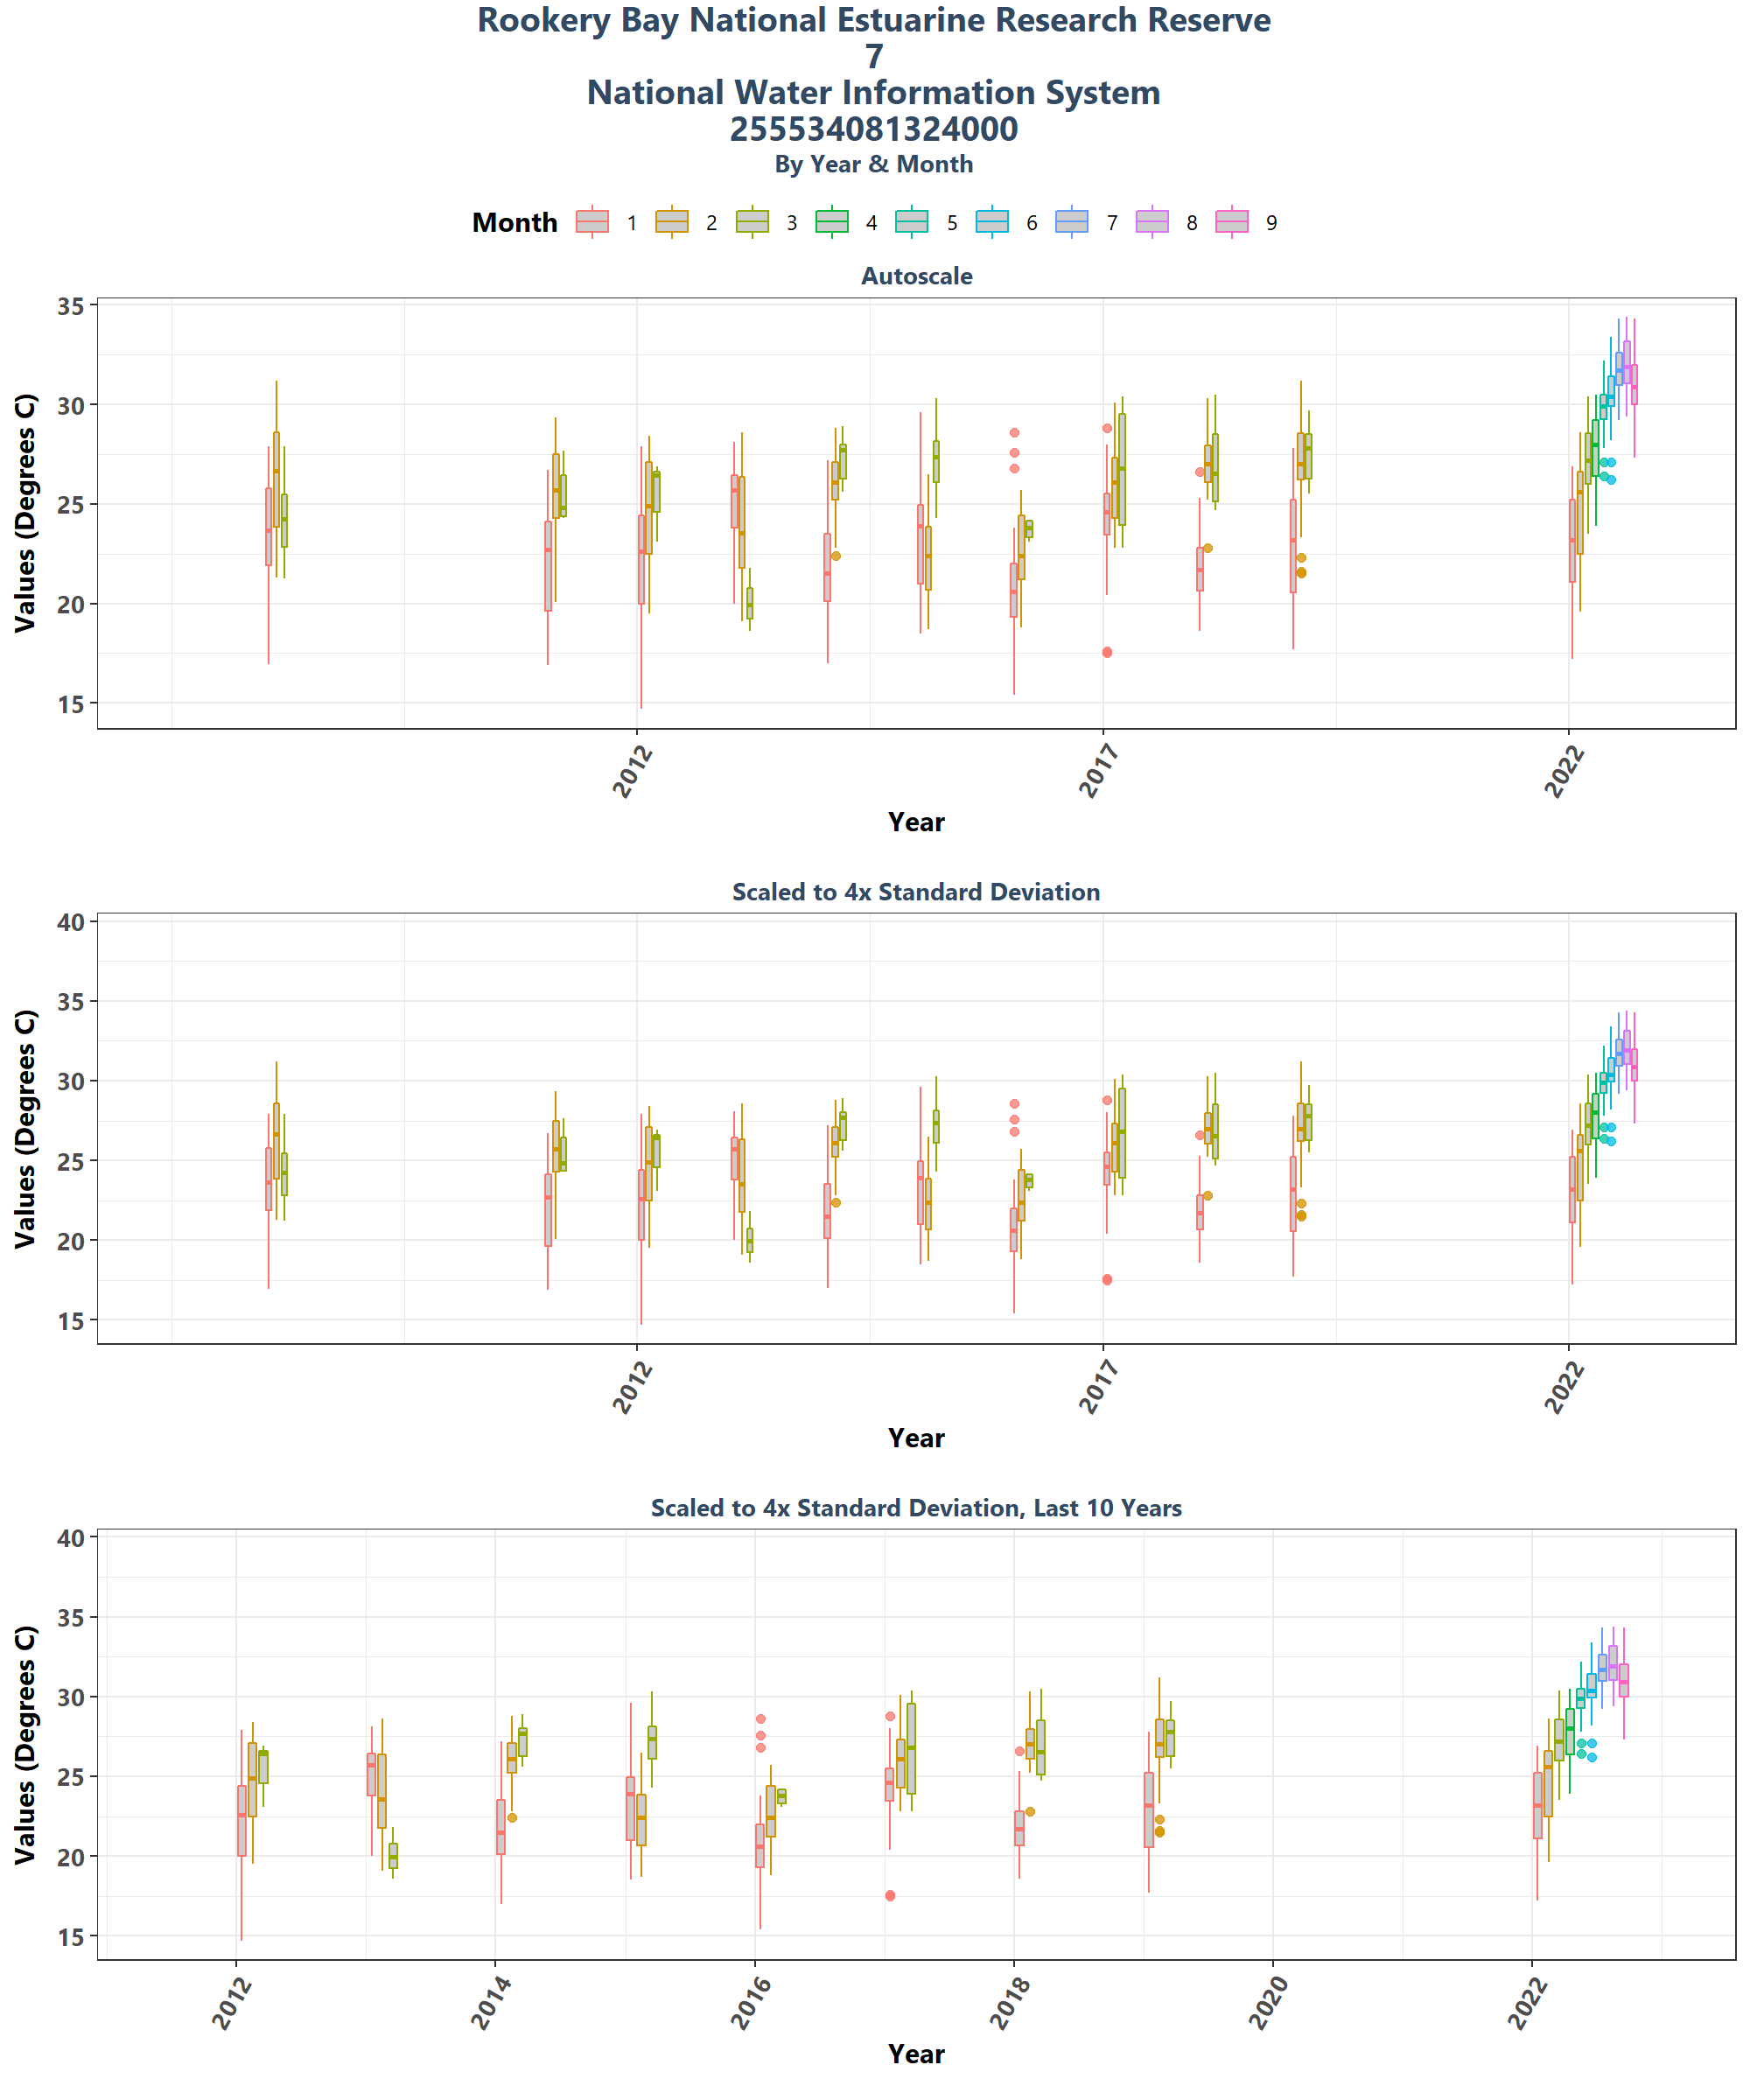 Rookery Bay National Estuarine Research Reserve
7
National Water Information System
255534081324000
By Year & Month
Month 1 2 3 4 5 6 7 8 9
Autoscale
Values (Degrees C)
35
30
25
20
15
2012 2017 2022
Year
Scaled to 4x Standard Deviation
Values (Degrees C)
40
35
30
25
20
15
2012 2017 2022
Year
Scaled to 4x Standard Deviation, Last 10 Years
Values (Degrees C)
40
35
30
25
20
15
2012 2014 2016 2018 2020 2022
Year